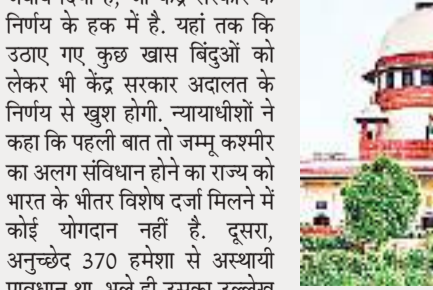 निर्णय के हक में है. यहां तक कि
उठाए गए कुछ खास बिंदुओं को
लेकर भी केंद्र सरकार अदालत के
निर्णय से खुश होगी. न्यायाधीशों ने
कहा कि पहली बात तो जम्मू कश्मीर
का अलग संविधान होने का राज्य को
भारत के भीतर विशेष दर्जा मिलने में
कोई योगदान नहीं है. दूसरा,
अनुच्छेद 370 हमेशा से अस्थायी